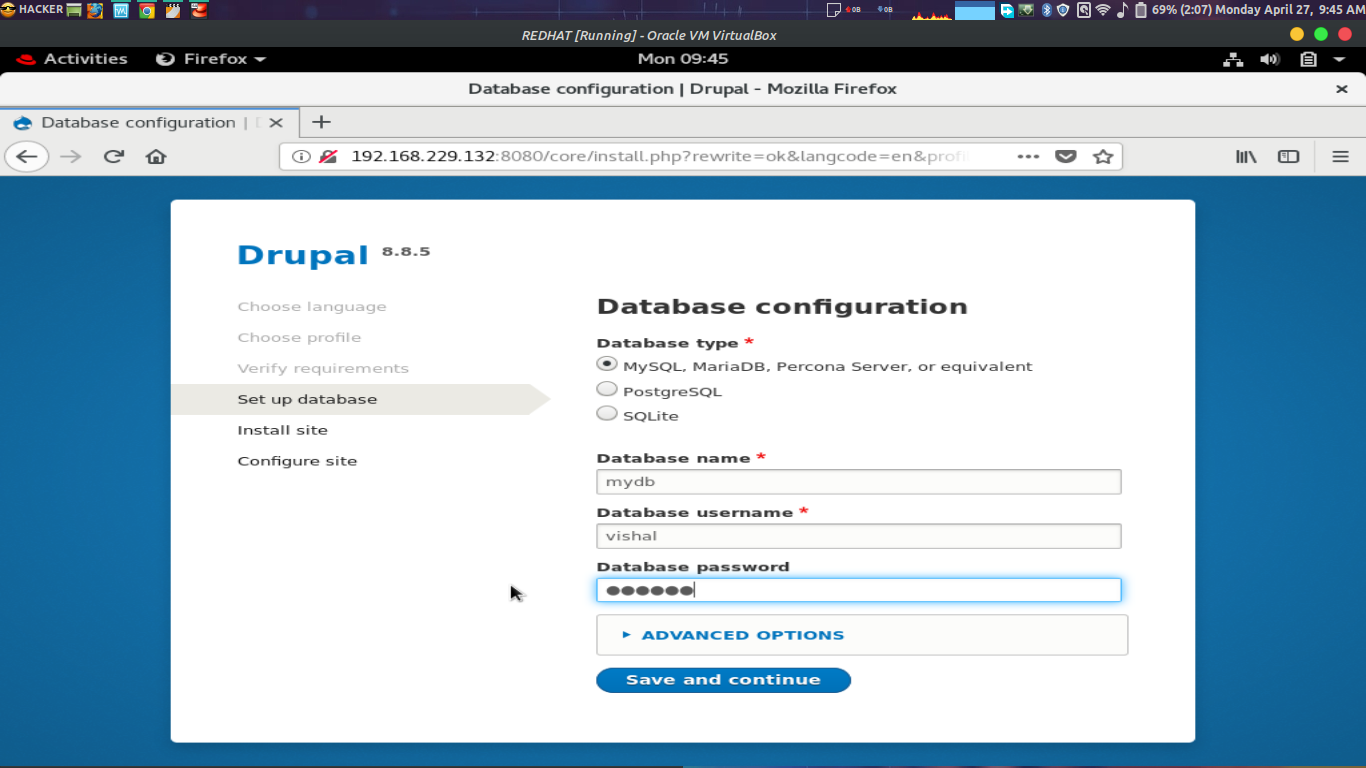 HACKER 0B 0B 69% (2:07) Monday April 27, 9:45 AM
REDHAT [Running] - Oracle VM VirtualBox
Activities Firefox Mon 09:45
Database configuration | Drupal - Mozilla Firefox
Database configuration |
192.168.229.132:8080/core/install.php?rewrite=ok&langcode=en&profi
Drupal 8.8.5
Choose language
Choose profile
Verify requirements
Set up database
Install site
Configure site
Database configuration
Database type *
MySQL, MariaDB, Percona Server, or equivalent
PostgreSQL
SQLite
Database name *
mydb
Database username *
vishal
Database password
●●●●●●
ADVANCED OPTIONS
Save and continue